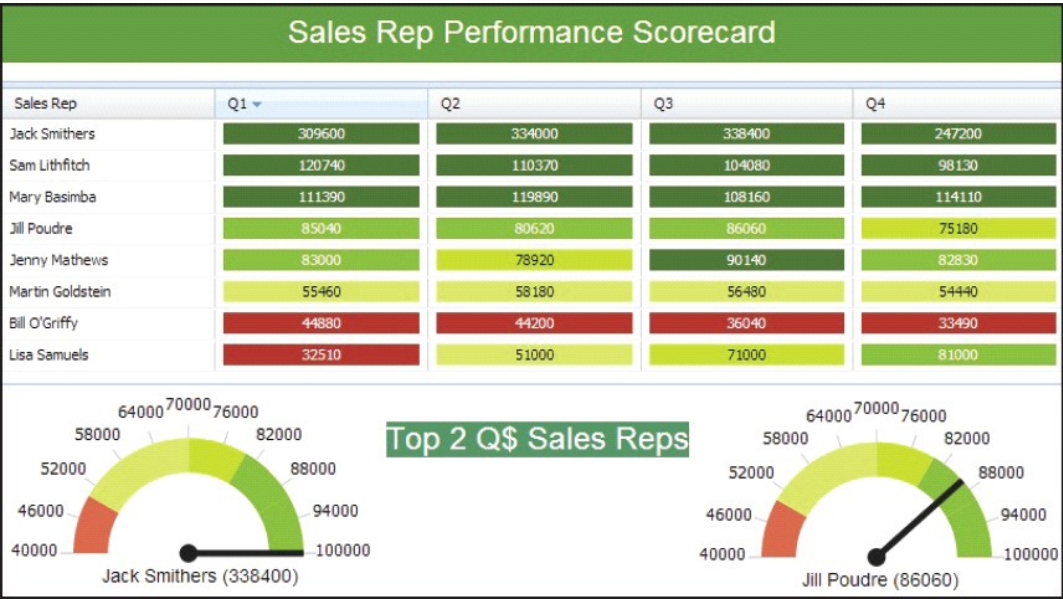 Sales Rep Performance Scorecard
Sales Rep Q1 Q2 Q3 Q4
Jack Smithers 309600 334000 338400 247200
Sam Lithfitch 120740 110370 104080 98130
Mary Basimba 111390 119890 108160 114110
Jill Poudre 85040 80620 86060 75180
Jenny Mathews 83000 78920 90140 82830
Martin Goldstein 55460 58180 56480 54440
Bill O'Griffy 44880 44200 36040 33490
Lisa Samuels 32510 51000 71000 81000
40000 46000 52000 58000 64000 70000 76000 82000 88000 94000 100000
Jack Smithers (338400)
Top 2 Q$ Sales Reps
40000 46000 52000 58000 64000 70000 76000 82000 88000 94000 100000
Jill Poudre (86060)